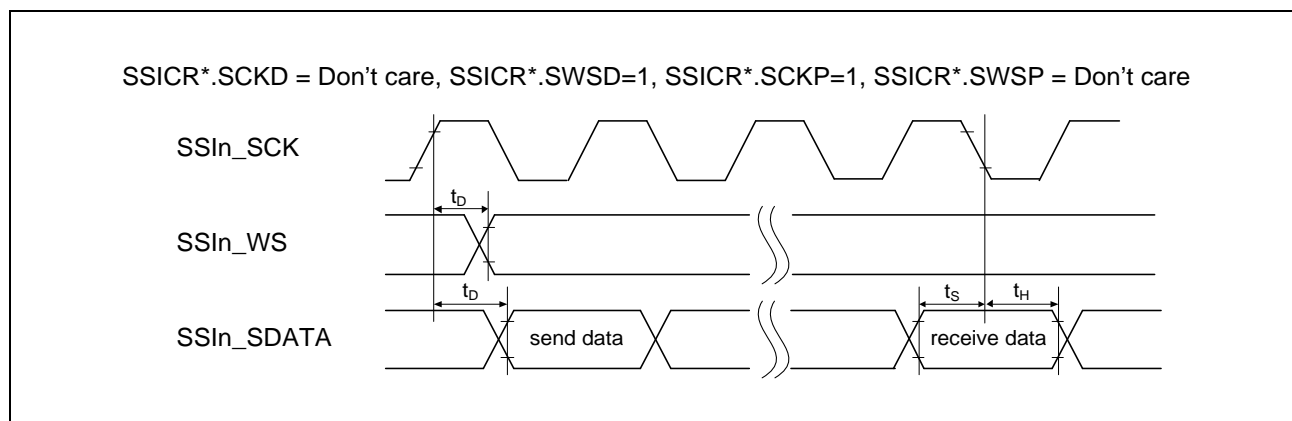 SSICR*.SCKD = Don't care, SSICR*.SWSD=1, SSICR*.SCKP=1, SSICR*.SWSP = Don't care
SSIn_SCK
tD
SSIn_WS
tD
tS
tH
SSIn_SDATA
send data
receive data